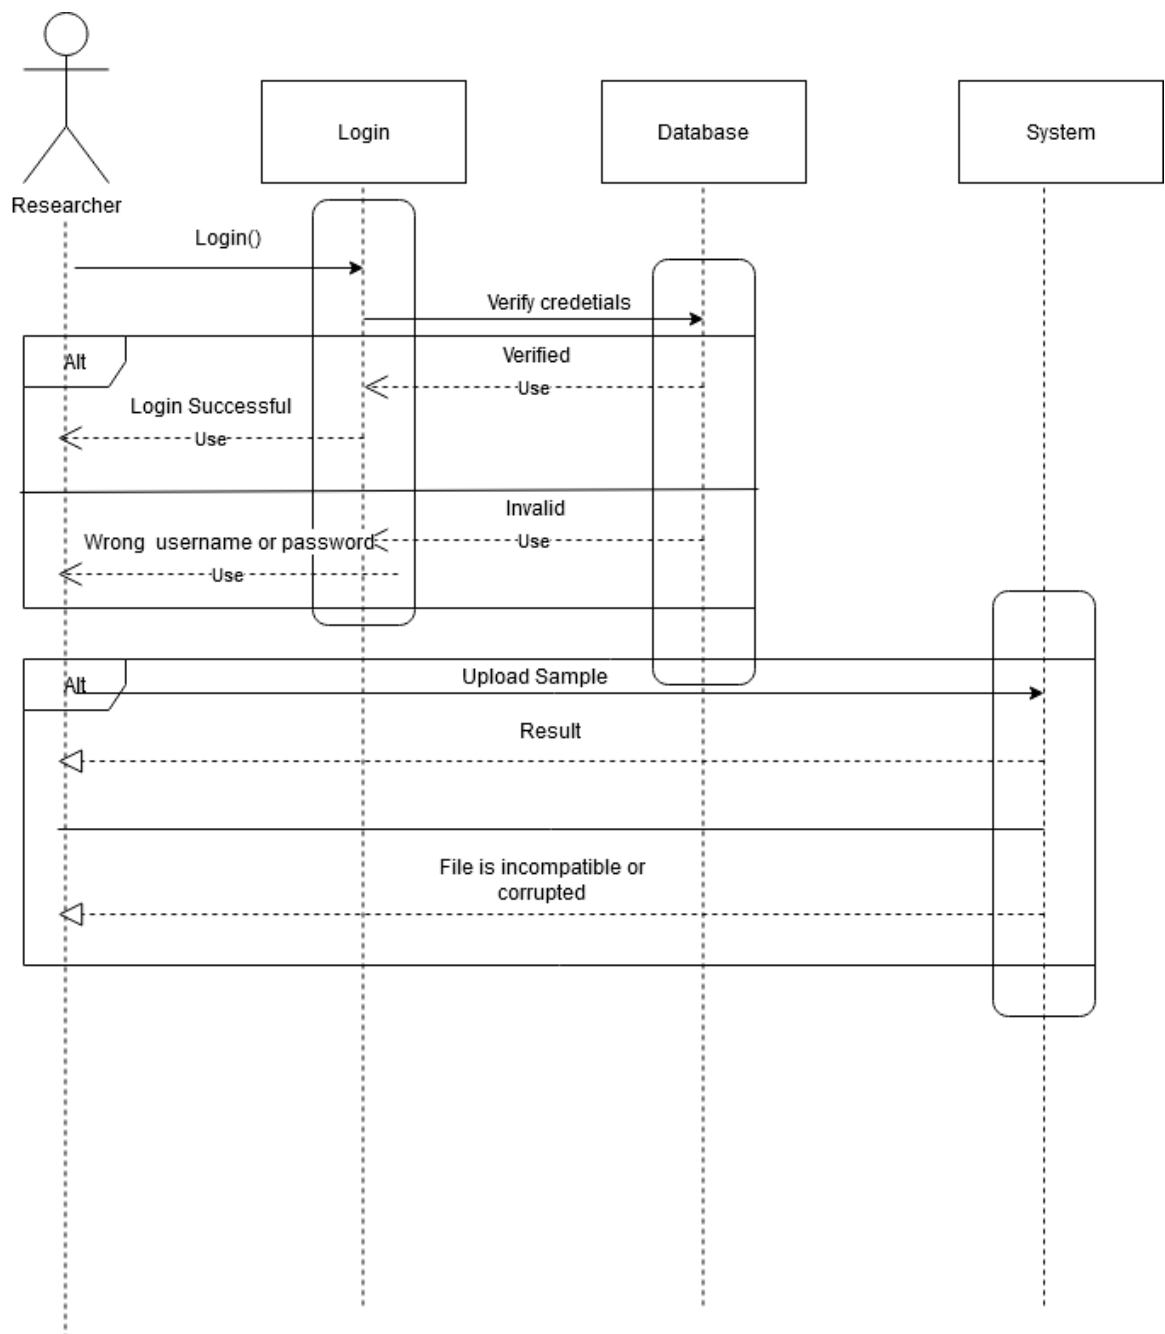 Login
Database
System
Researcher
Login()
Verify credetials
Alt
Verified
Use
Login Successful
Use
Invalid
Use
Wrong  username or password
Use
Alt
Upload Sample
Result
File is incompatible or
corrupted